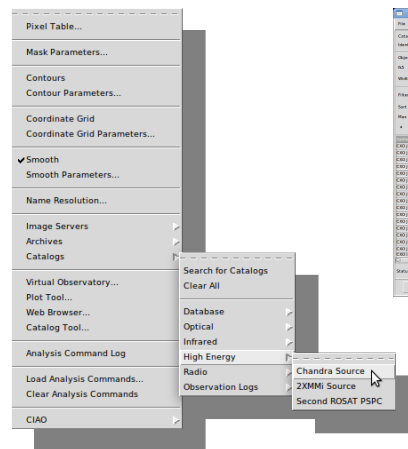 Pixel Table...
Mask Parameters...
Contours
Contour Parameters...
Coordinate Grid
Coordinate Grid Parameters...
Smooth
Smooth Parameters...
Name Resolution...
Image Servers
Archives
Catalogs
Virtual Observatory...
Plot Tool...
Web Browser...
Catalog Tool...
Analysis Command Log
Load Analysis Commands...
Clear Analysis Commands
CIAO
Search for Catalogs
Clear All
Database
Optical
Infrared
High Energy
Radio
Observation Logs
Chandra Source
2XMMi Source
Second ROSAT PSPC
File